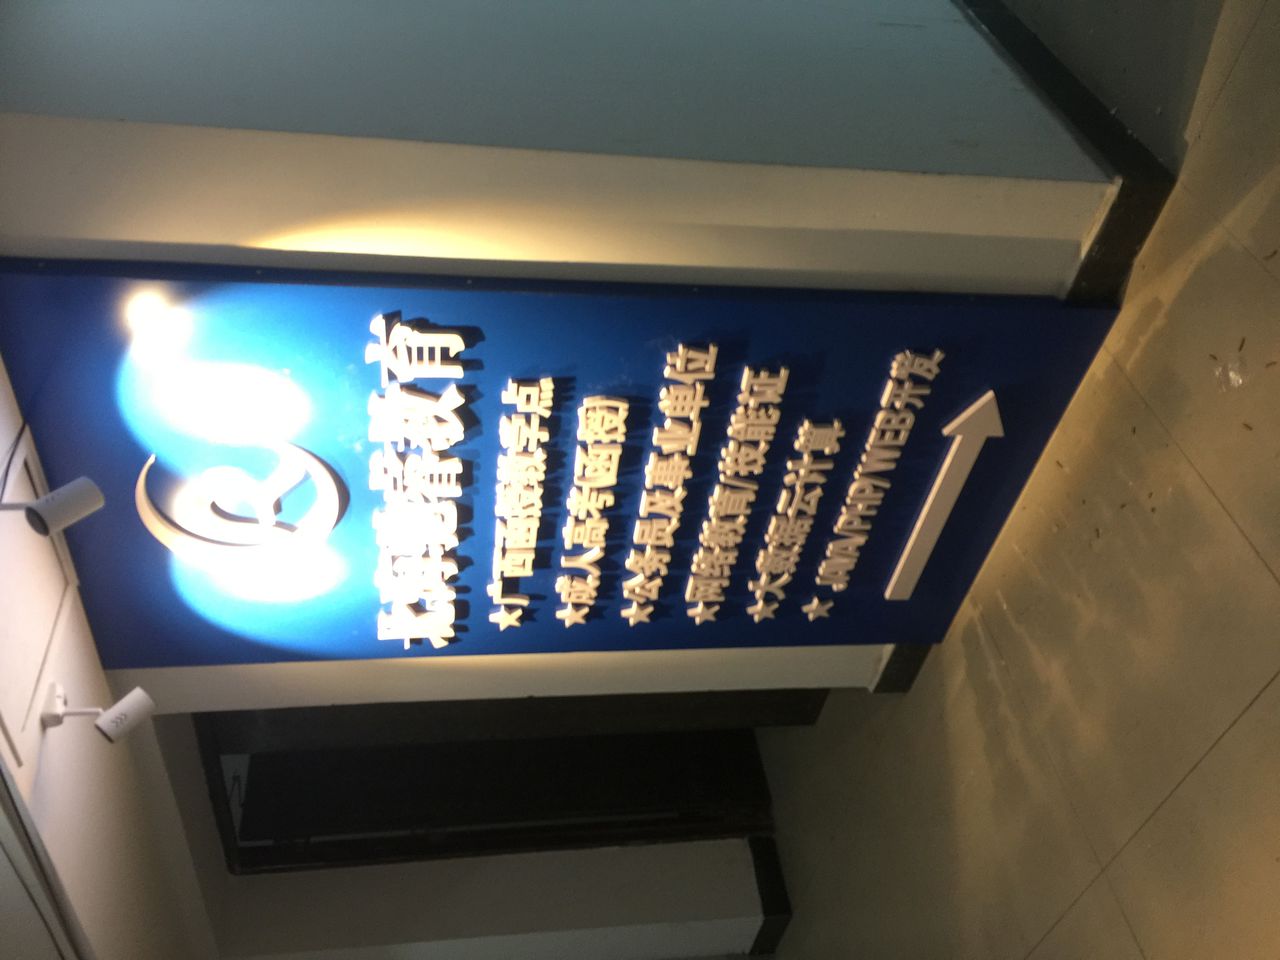 教育
★广西函授教学点
★成人高考(函授)
★公务员及事业单位
★网络教育/技能证
★大数据云计算
★JAVA/PHP/WEB开发